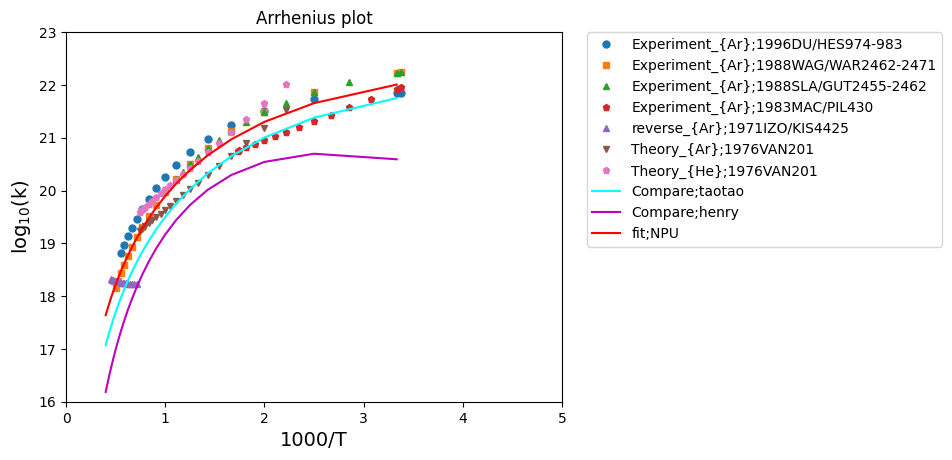 Arrhenius plot
log₁₀(k)
23
22
21
20
19
18
17
16
0 1 2 3 4 5
1000/T
Experiment_{Ar};1996DU/HES974-983
Experiment_{Ar};1988WAG/WAR2462-2471
Experiment_{Ar};1988SLA/GUT2455-2462
Experiment_{Ar};1983MAC/PIL430
reverse_{Ar};1971IZO/KIS4425
Theory_{Ar};1976VAN201
Theory_{He};1976VAN201
Compare;taotao
Compare;henry
fit;NPU